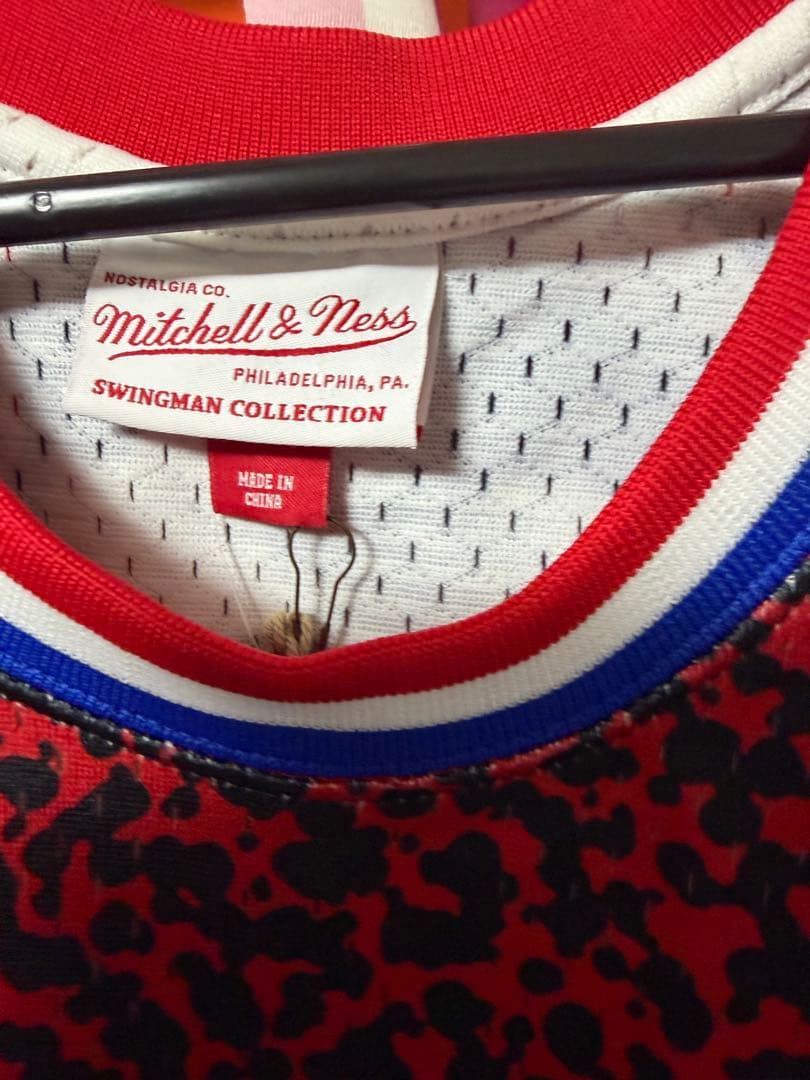 NOSTALGIA CO.
Mitchell & Ness
PHILADELPHIA, PA.
SWINGMAN COLLECTION
MADE IN
CHINA